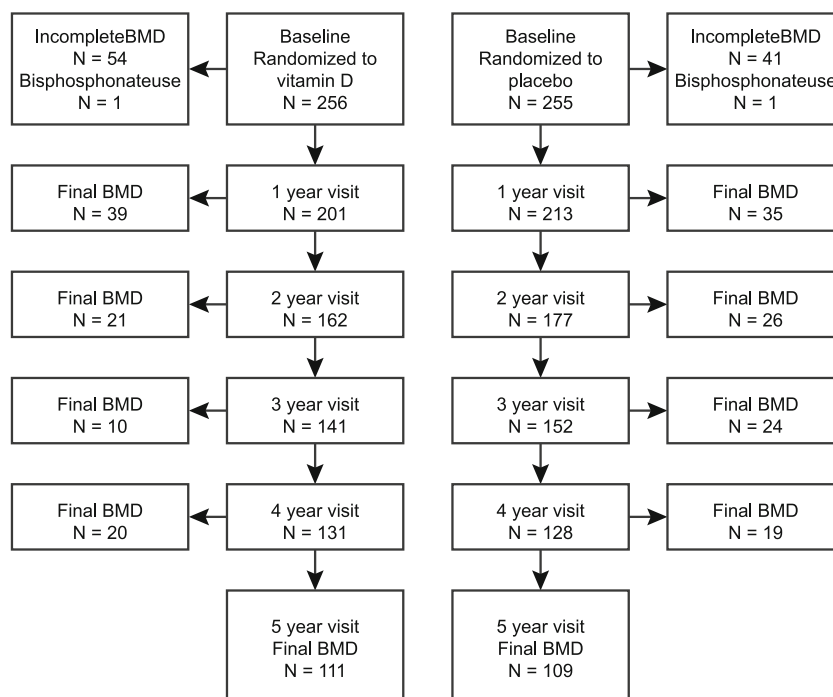 IncompleteBMD
N = 54
Bisphosphonateuse
N = 1
Baseline
Randomized to
vitamin D
N = 256
Baseline
Randomized to
placebo
N = 255
IncompleteBMD
N = 41
Bisphosphonateuse
N = 1
Final BMD
N = 39
1 year visit
N = 201
1 year visit
N = 213
Final BMD
N = 35
Final BMD
N = 21
2 year visit
N = 162
2 year visit
N = 177
Final BMD
N = 26
Final BMD
N = 10
3 year visit
N = 141
3 year visit
N = 152
Final BMD
N = 24
Final BMD
N = 20
4 year visit
N = 131
4 year visit
N = 128
Final BMD
N = 19
5 year visit
Final BMD
N = 111
5 year visit
Final BMD
N = 109